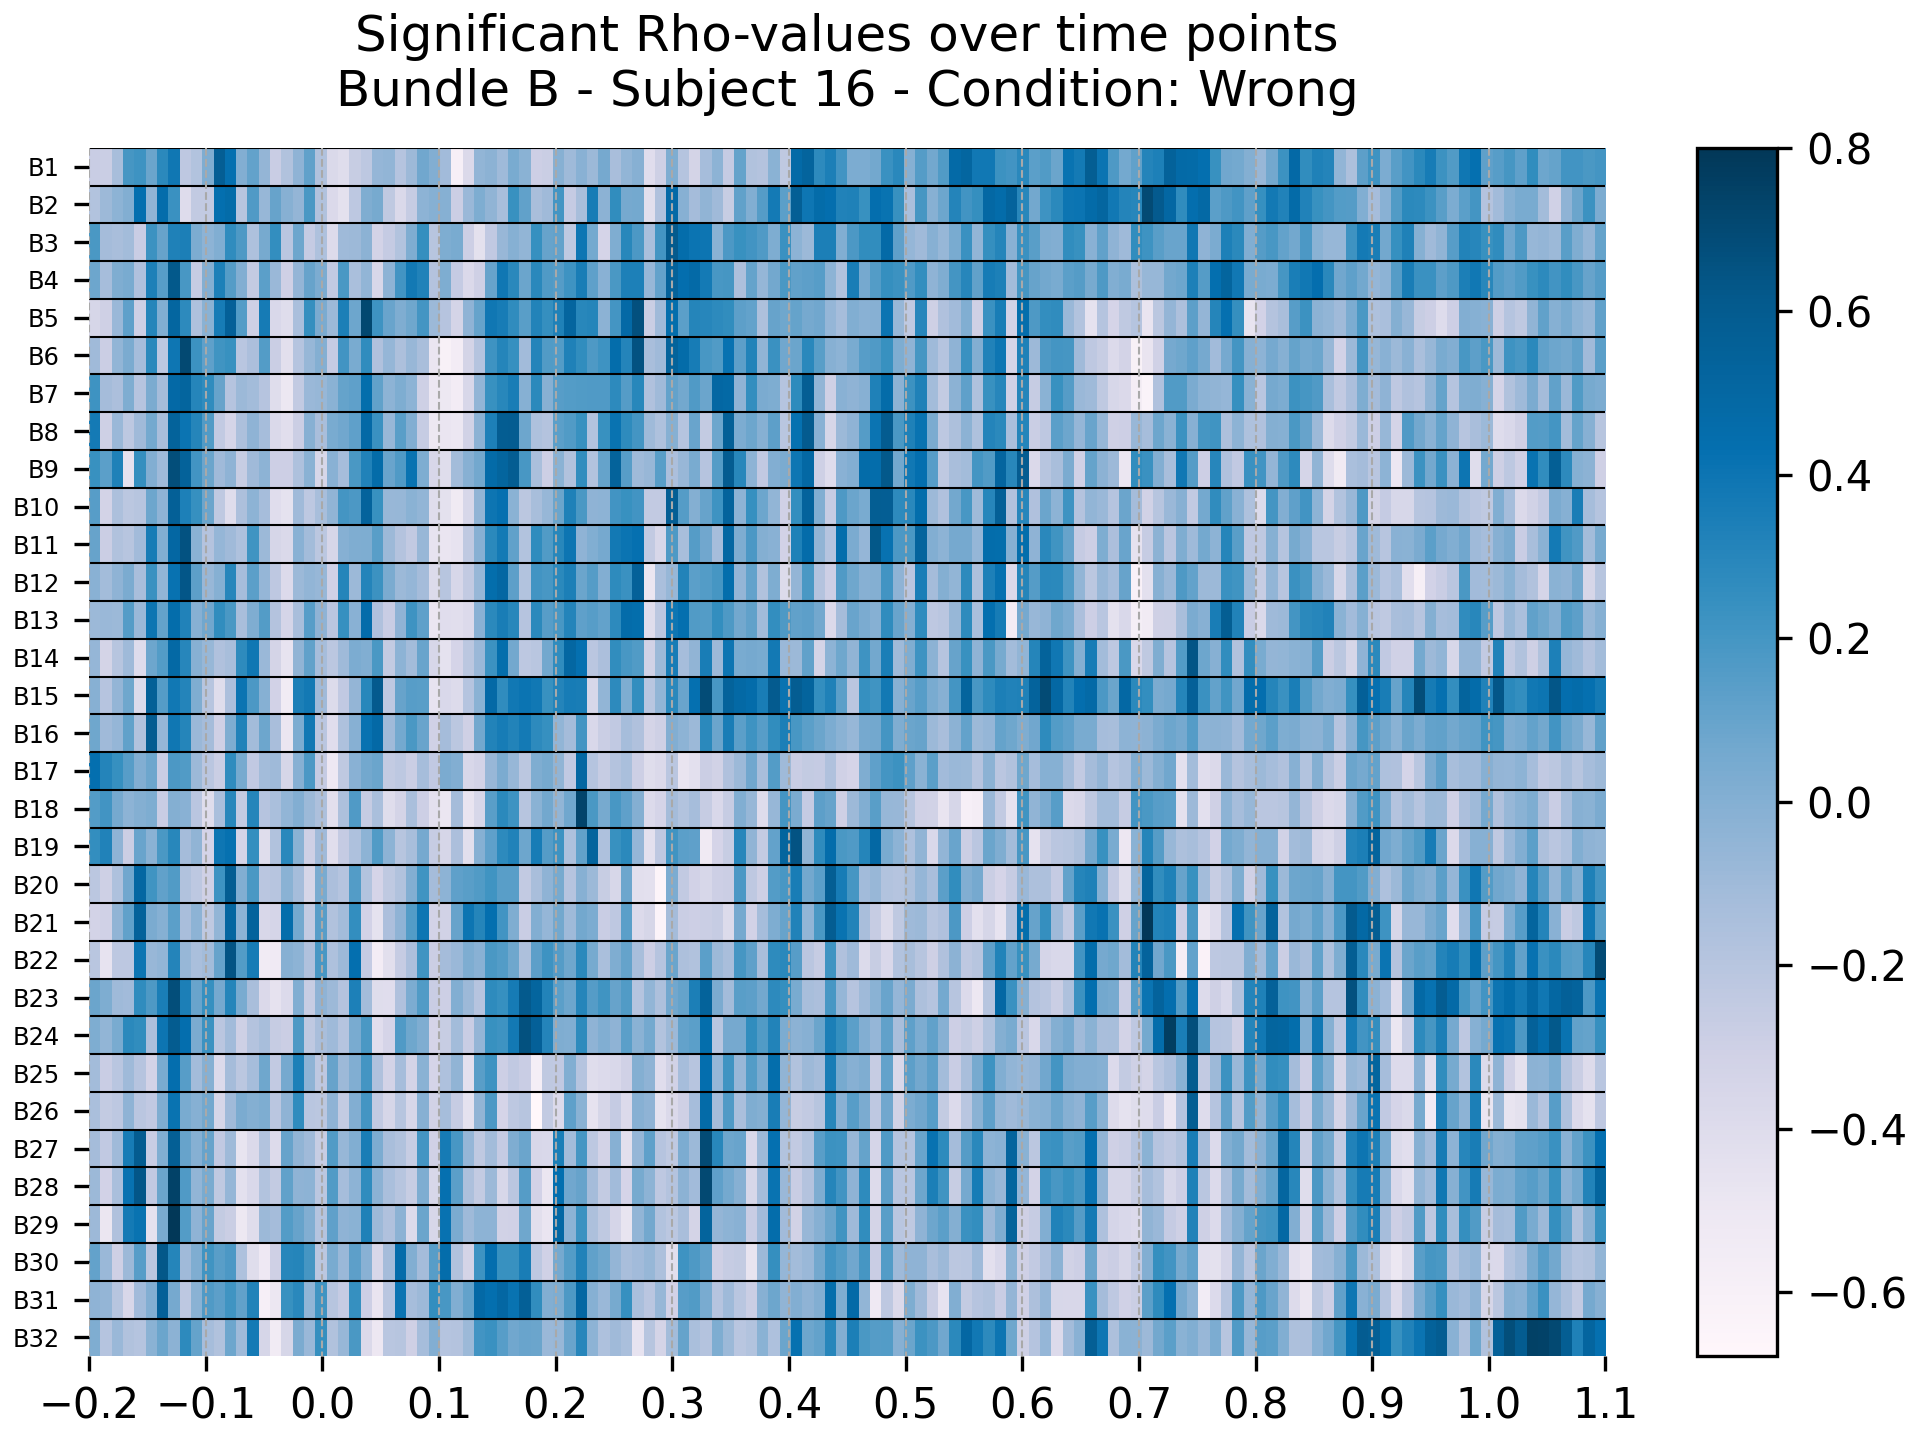 Significant Rho-values over time points
Bundle B - Subject 16 - Condition: Wrong
B1
B2
B3
B4
B5
B6
B7
B8
B9
B10
B11
B12
B13
B14
B15
B16
B17
B18
B19
B20
B21
B22
B23
B24
B25
B26
B27
B28
B29
B30
B31
B32
−0.2 −0.1 0.0 0.1 0.2 0.3 0.4 0.5 0.6 0.7 0.8 0.9 1.0 1.1
0.8
0.6
0.4
0.2
0.0
−0.2
−0.4
−0.6